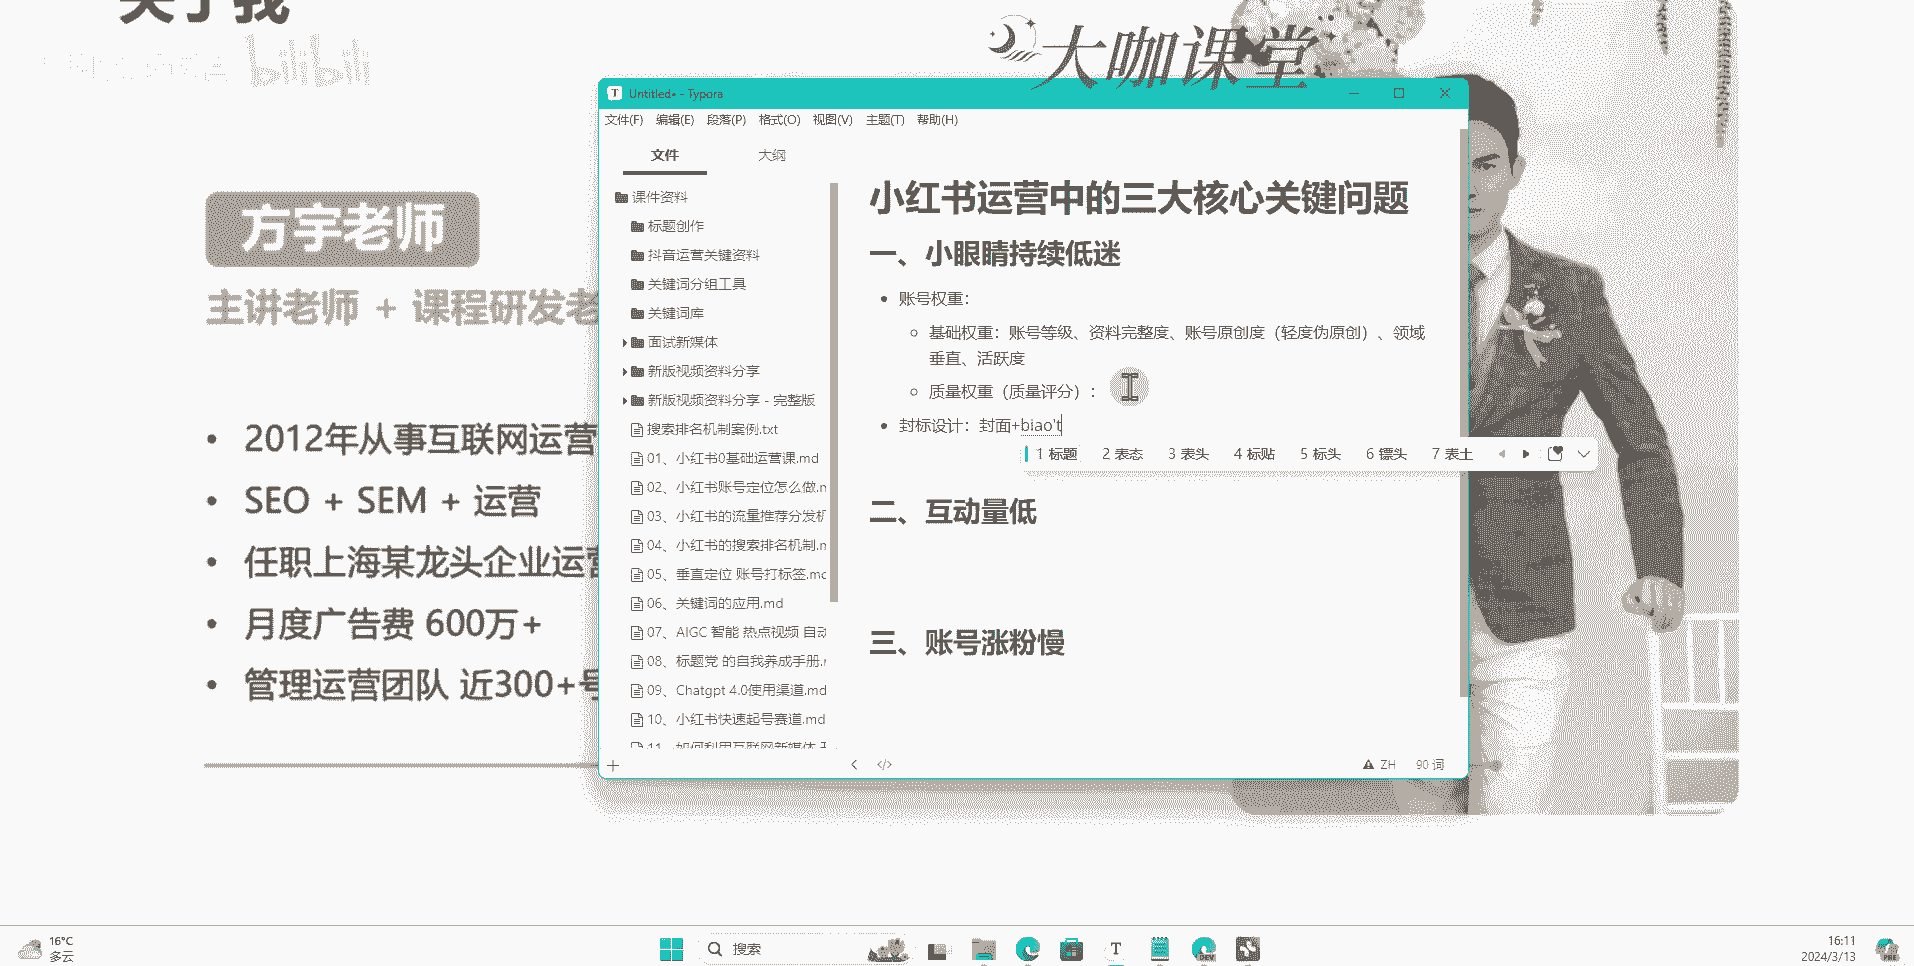 关于我
bilibili
大咖课堂
方宇老师
主讲老师 + 课程研发老
2012年从事互联网运营
SEO + SEM + 运营
任职上海某龙头企业运营
月度广告费 600万+
管理运营团队 近300+号
Untitled• - Typora
文件(F) 编辑(E) 段落(P) 格式(O) 视图(V) 主题(T) 帮助(H)
文件 大纲
课件资料
标题创作
抖音运营关键资料
关键词分组工具
关键词库
面试新媒体
新版视频资料分享
新版视频资料分享 - 完整版
搜索排名机制案例.txt
01、小红书0基础运营课.md
02、小红书账号定位怎么做.m
03、小红书的流量推荐分发机
04、小红书的搜索排名机制.m
05、垂直定位 账号打标签.md
06、关键词的应用.md
07、AIGC 智能 热点视频 自动
08、标题党 的自我养成手册.m
09、Chatgpt 4.0使用渠道.md
10、小红书快速起号赛道.md
11、如何利用互联网新媒体
小红书运营中的三大核心关键问题
一、小眼睛持续低迷
账号权重：
基础权重：账号等级、资料完整度、账号原创度（轻度伪原创）、领域
垂直、活跃度
质量权重（质量评分）：
封标设计：封面+biao't
1 标题 2 表态 3 表头 4 标贴 5 标头 6 镖头 7 表土
二、互动量低
三、账号涨粉慢
</> ZH 90 词
16°C
多云
搜索
T
DEV
16:11
2024/3/13
PRE